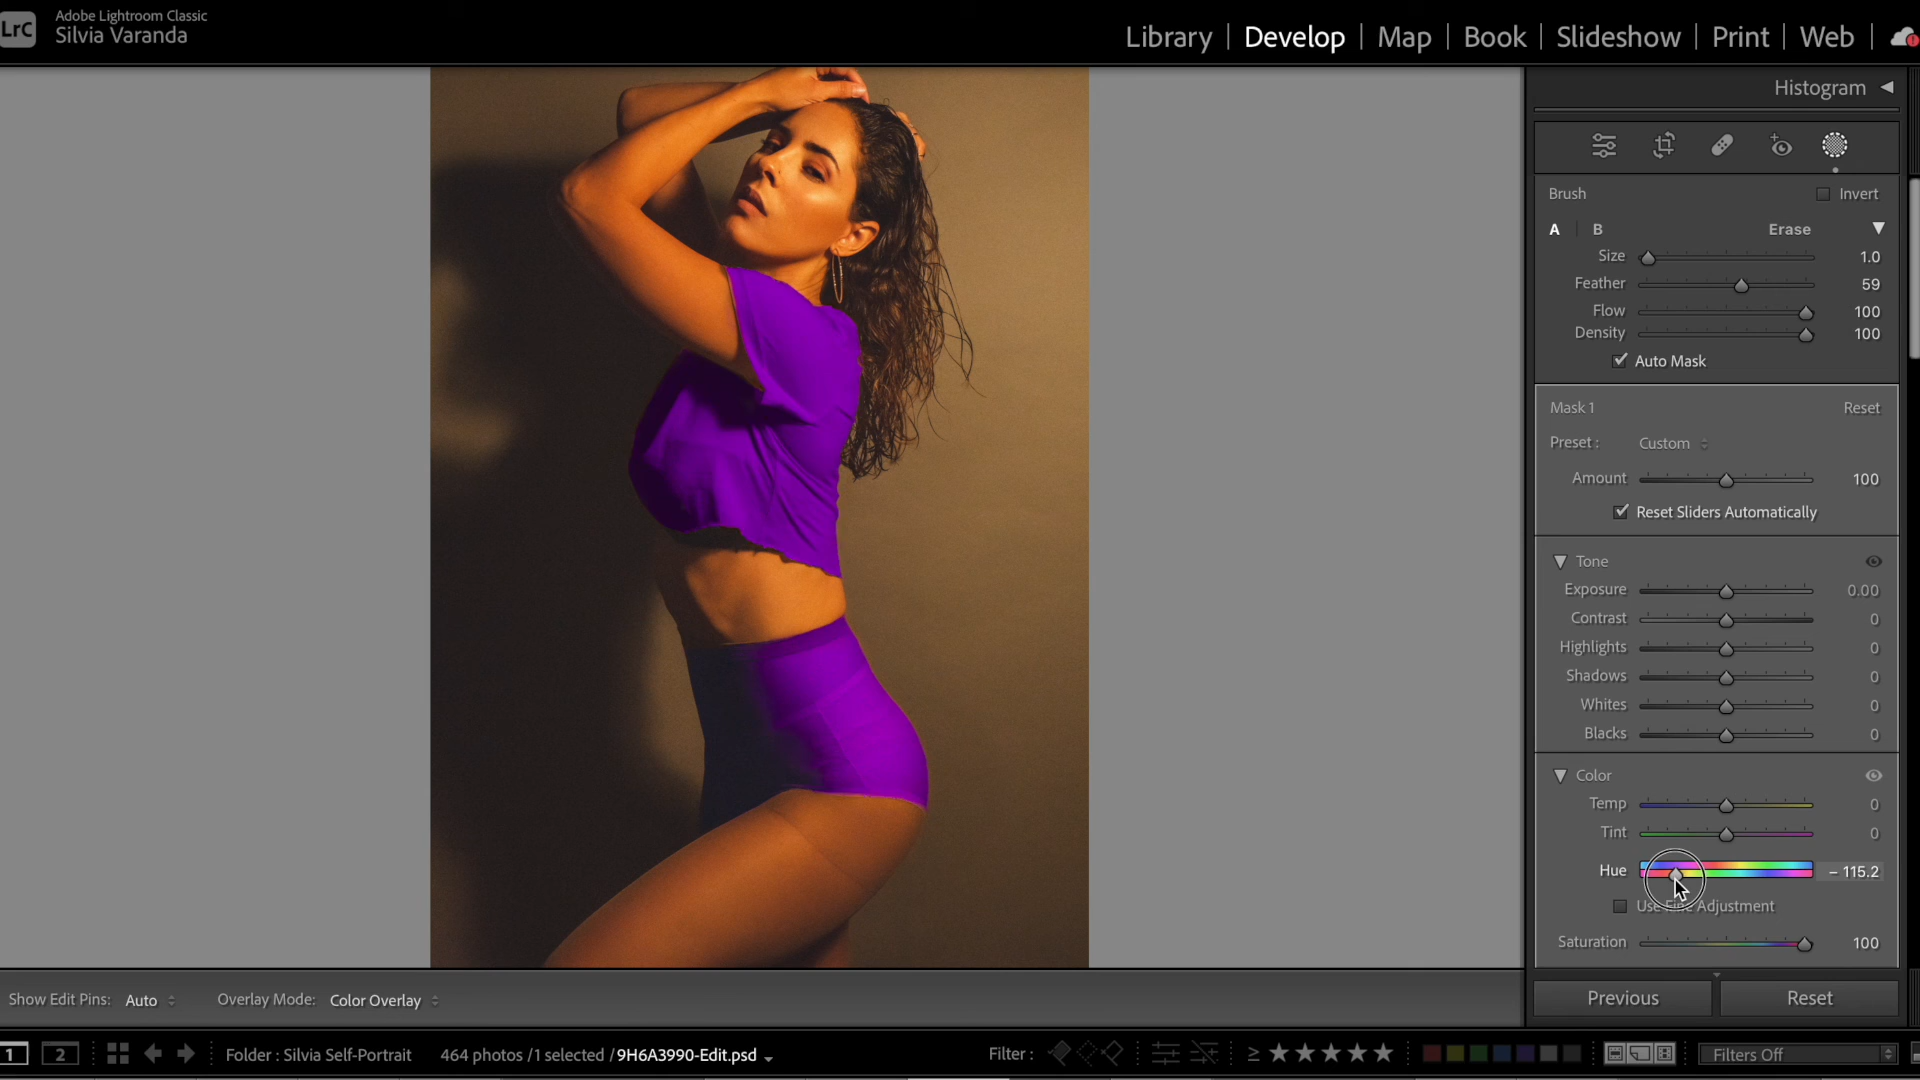 LrC
Adobe Lightroom Classic
Silvia Varanda
Library | Develop | Map | Book | Slideshow | Print | Web
Histogram
Brush Invert
A B Erase
Size 1.0
Feather 59
Flow 100
Density 100
Auto Mask
Mask 1 Reset
Preset : Custom
Amount 100
Reset Sliders Automatically
Tone
Exposure 0.00
Contrast 0
Highlights 0
Shadows 0
Whites 0
Blacks 0
Color
Temp 0
Tint 0
Hue – 115.2
Use Fine Adjustment
Saturation 100
Show Edit Pins: Auto Overlay Mode: Color Overlay
Previous Reset
1 2 Folder : Silvia Self-Portrait 464 photos /1 selected /9H6A3990-Edit.psd Filter : ≥ Filters Off